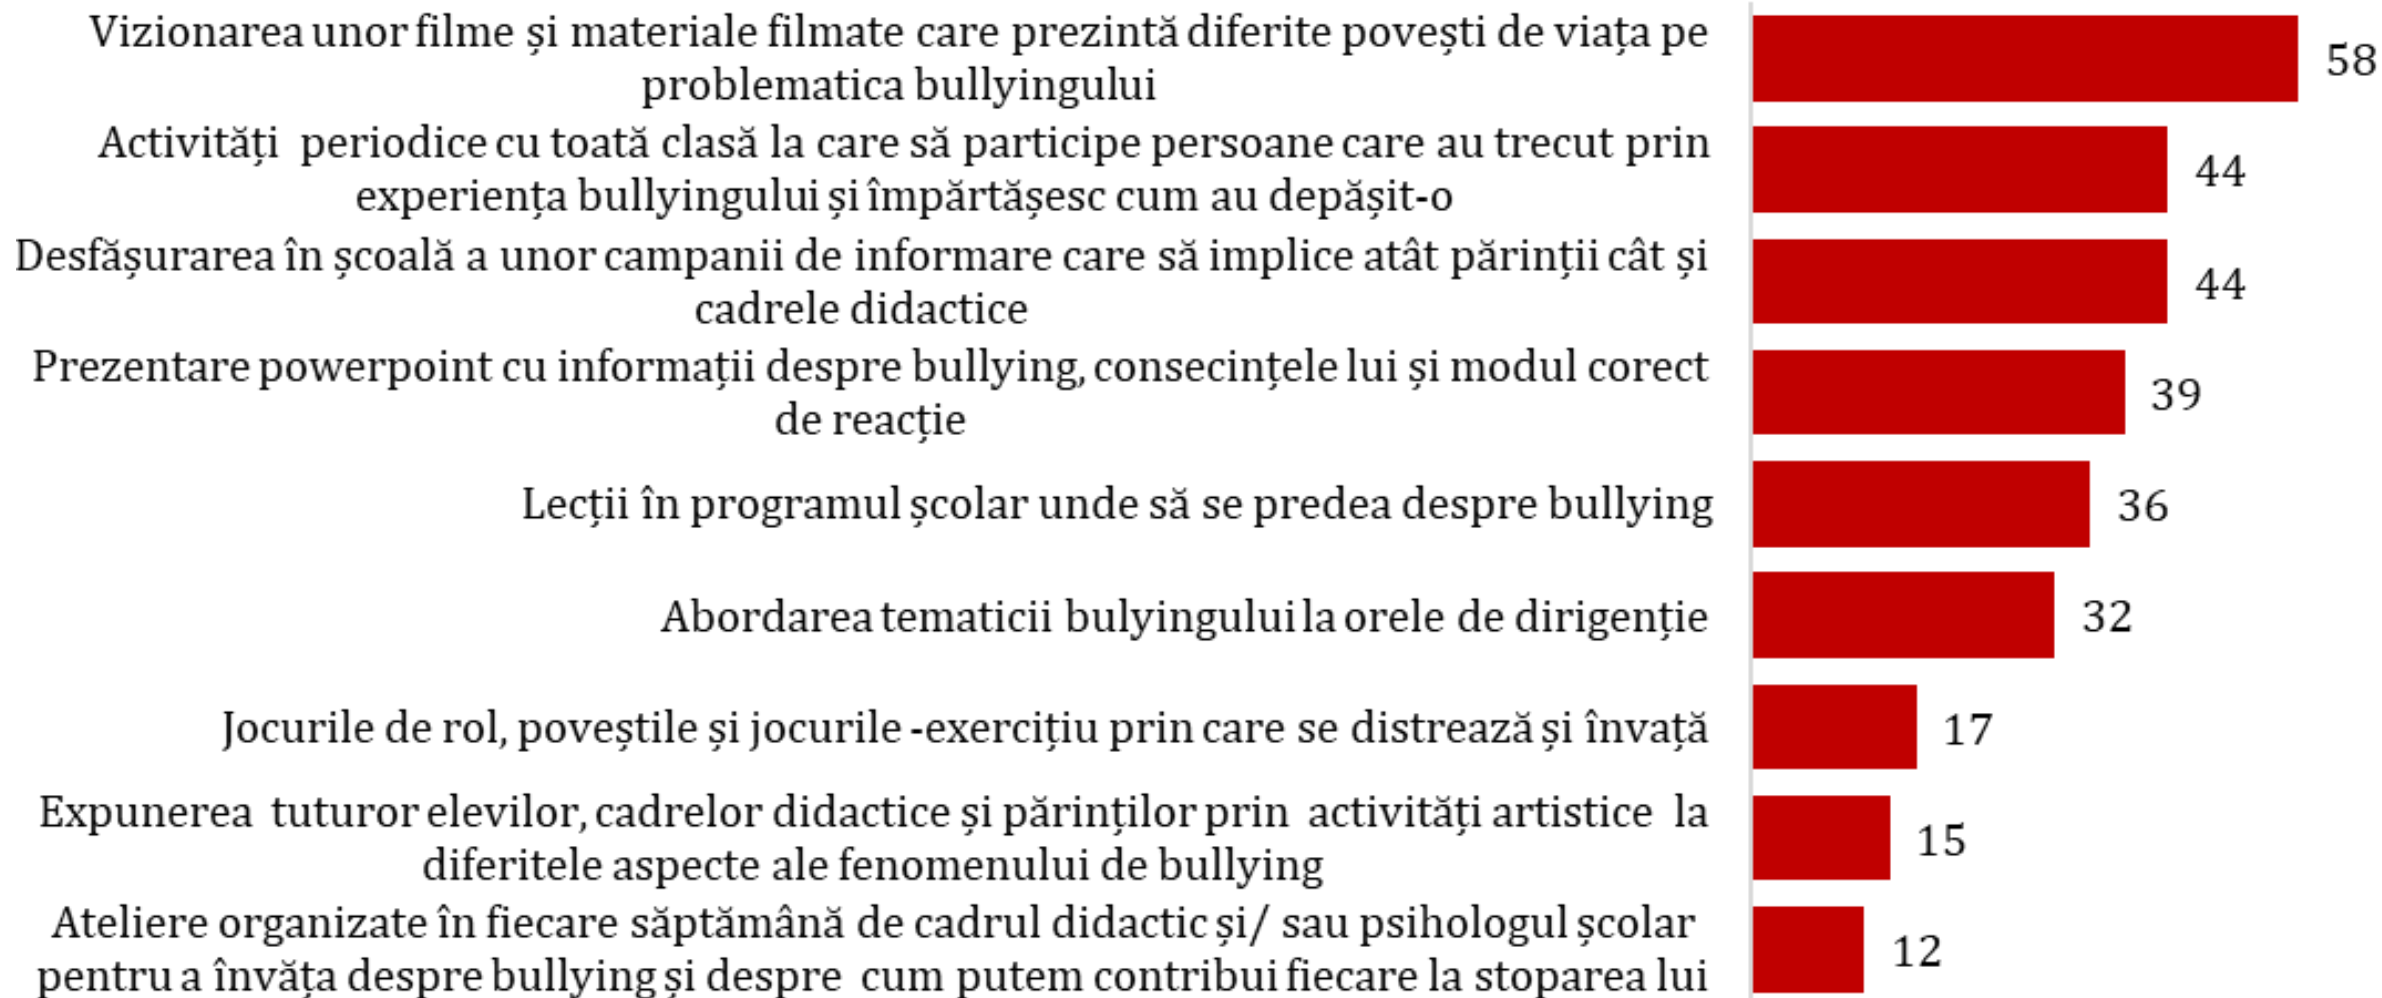 Vizionarea unor filme și materiale filmate care prezintă diferite povești de viața pe
problematica bullyingului
58
Activități periodice cu toată clasă la care să participe persoane care au trecut prin
experiența bullyingului și împărtășesc cum au depășit-o
44
Desfășurarea în școală a unor campanii de informare care să implice atât părinții cât și
cadrele didactice
44
Prezentare powerpoint cu informații despre bullying, consecințele lui și modul corect
de reacție
39
Lecții în programul școlar unde să se predea despre bullying
36
Abordarea tematicii bulyingului la orele de dirigenție
32
Jocurile de rol, poveștile și jocurile -exercițiu prin care se distrează și învață
17
Expunerea tuturor elevilor, cadrelor didactice și părinților prin activități artistice la
diferitele aspecte ale fenomenului de bullying
15
Ateliere organizate în fiecare săptămână de cadrul didactic și/ sau psihologul școlar
pentru a învăța despre bullying și despre cum putem contribui fiecare la stoparea lui
12